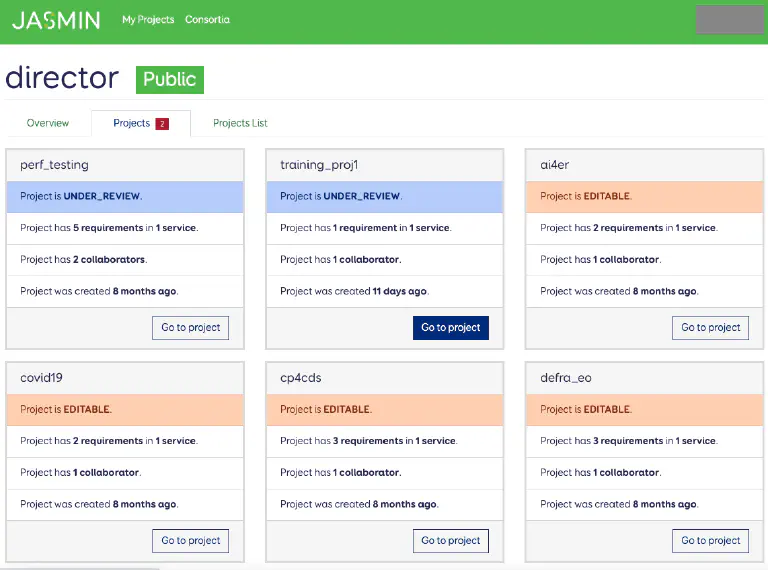 JASMIN My Projects Consortia
director Public
Overview Projects 2 Projects List
perf_testing
Project is UNDER_REVIEW.
Project has 5 requirements in 1 service.
Project has 2 collaborators.
Project was created 8 months ago.
Go to project
training_proj1
Project is UNDER_REVIEW.
Project has 1 requirement in 1 service.
Project has 1 collaborator.
Project was created 11 days ago.
Go to project
ai4er
Project is EDITABLE.
Project has 2 requirements in 1 service.
Project has 1 collaborator.
Project was created 8 months ago.
Go to project
covid19
Project is EDITABLE.
Project has 2 requirements in 1 service.
Project has 1 collaborator.
Project was created 8 months ago.
Go to project
cp4cds
Project is EDITABLE.
Project has 3 requirements in 1 service.
Project has 1 collaborator.
Project was created 8 months ago.
Go to project
defra_eo
Project is EDITABLE.
Project has 3 requirements in 1 service.
Project has 1 collaborator.
Project was created 8 months ago.
Go to project